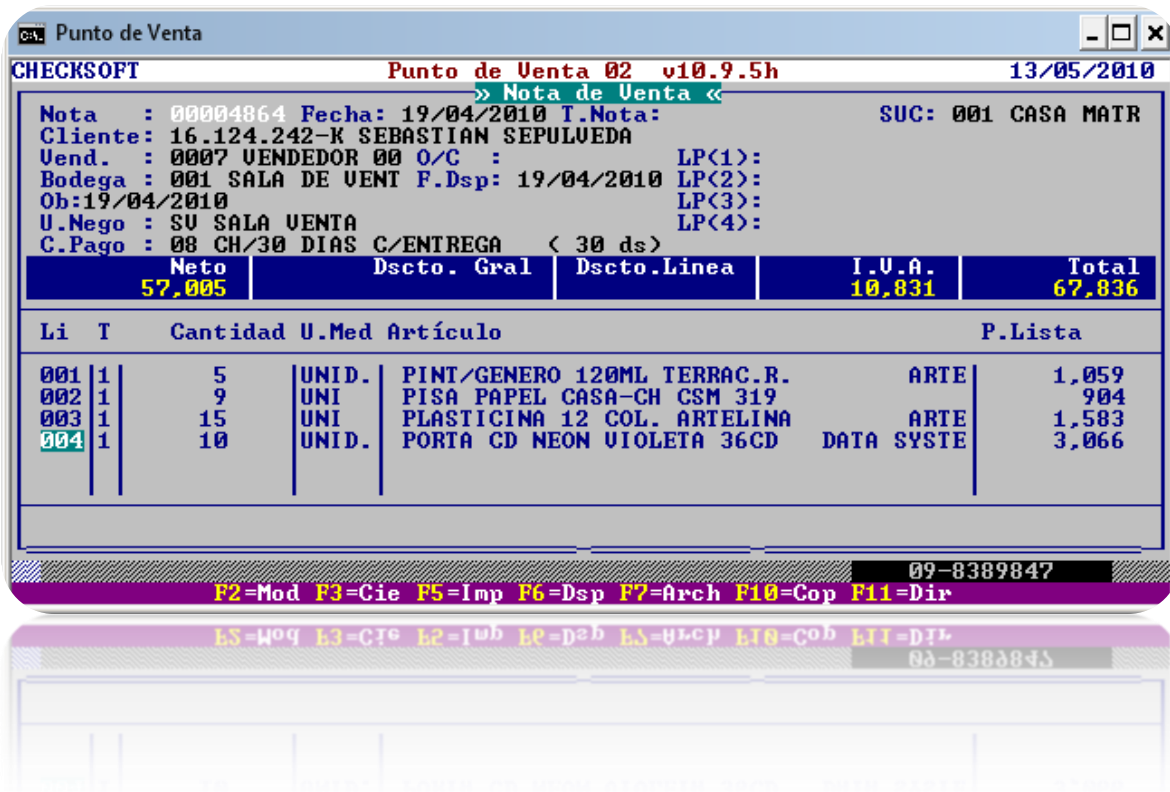 Punto de Venta
CHECKSOFT Punto de Venta 02 v10.9.5h 13/05/2010
» Nota de Venta «
Nota : 00004864 Fecha: 19/04/2010 T.Nota: SUC: 001 CASA MATR
Cliente: 16.124.242-K SEBASTIAN SEPULVEDA
Vend. : 0007 VENDEDOR 00 O/C : LP(1):
Bodega : 001 SALA DE VENT F.Dsp: 19/04/2010 LP(2):
Ob:19/04/2010 LP(3):
U.Nego : SV SALA VENTA LP(4):
C.Pago : 08 CH/30 DIAS C/ENTREGA ( 30 ds)
Neto Dscto. Gral Dscto.Linea I.V.A. Total
57,005 10,831 67,836
Li T Cantidad U.Med Artículo P.Lista
001 1 5 UNID. PINT/GENERO 120ML TERRAC.R. ARTE 1,059
002 1 9 UNI PISA PAPEL CASA-CH CSM 319 904
003 1 15 UNI PLASTICINA 12 COL. ARTELINA ARTE 1,583
004 1 10 UNID. PORTA CD NEON VIOLETA 36CD DATA SYSTE 3,066
09-8389847
F2=Mod F3=Cie F5=Imp F6=Dsp F7=Arch F10=Cop F11=Dir